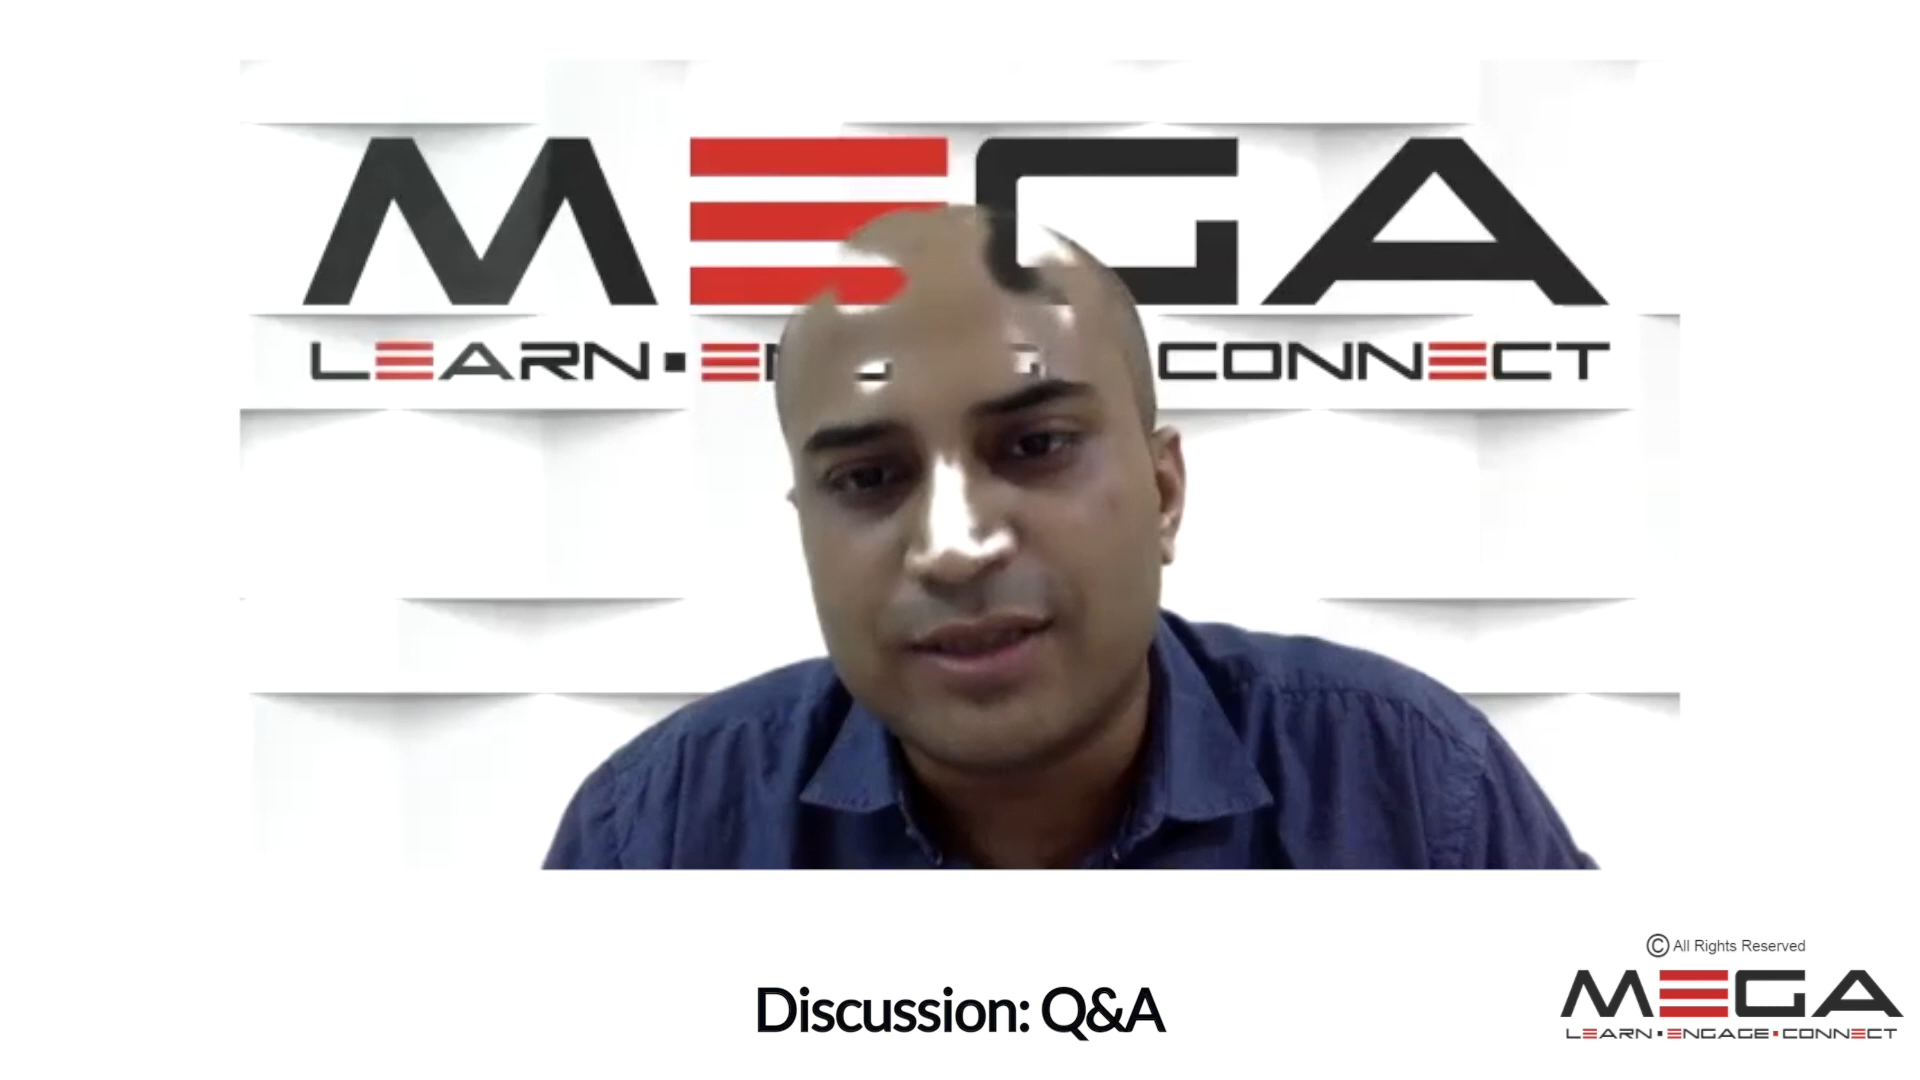 MEGA
LEARN▪E CONNECT
© All Rights Reserved
MEGA
LEARN▪ENGAGE▪CONNECT
Discussion: Q&A